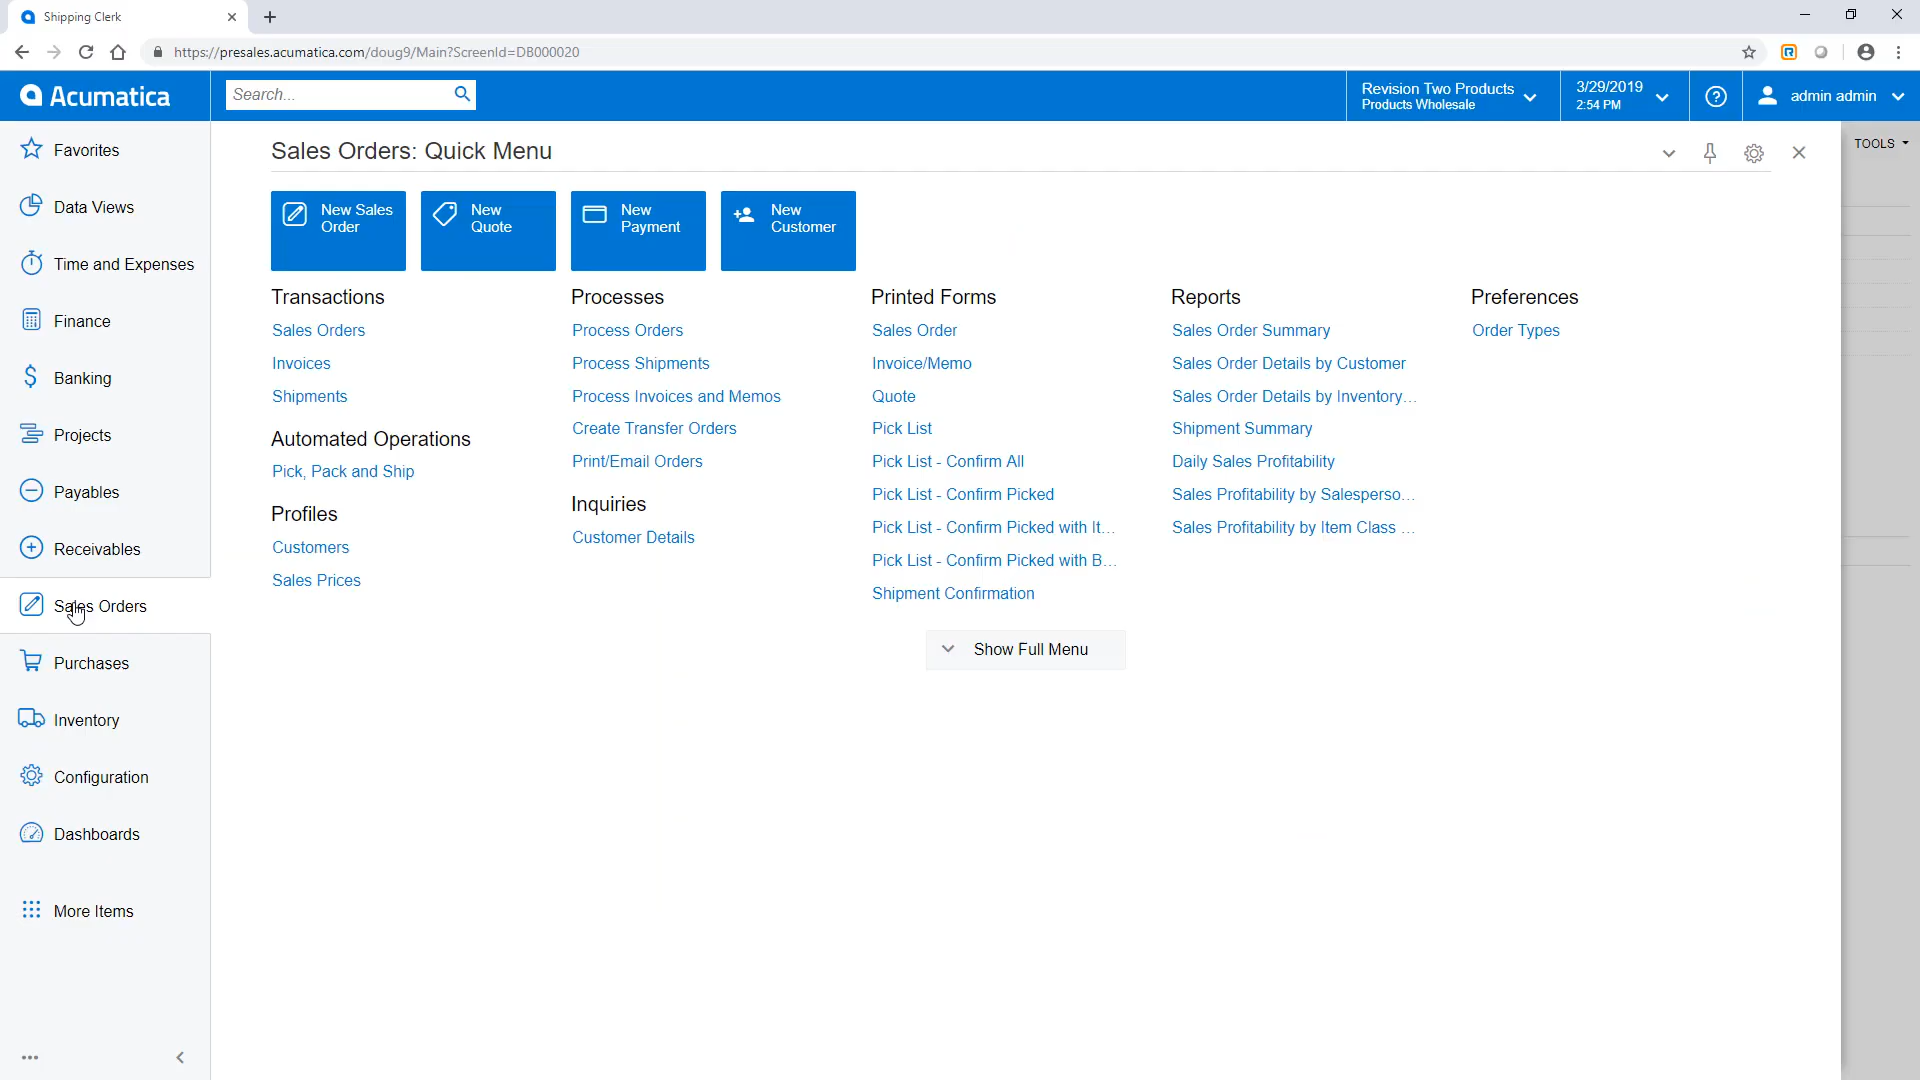 Shipping Clerk
https://presales.acumatica.com/doug9/Main?ScreenId=DB000020
Acumatica
Search...
Revision Two Products
Products Wholesale
3/29/2019
2:54 PM
admin admin
TOOLS
Favorites
Data Views
Time and Expenses
Finance
Banking
Projects
Payables
Receivables
Sales Orders
Purchases
Inventory
Configuration
Dashboards
More Items
Sales Orders: Quick Menu
New Sales
Order
New
Quote
New
Payment
New
Customer
Transactions
Sales Orders
Invoices
Shipments
Automated Operations
Pick, Pack and Ship
Profiles
Customers
Sales Prices
Processes
Process Orders
Process Shipments
Process Invoices and Memos
Create Transfer Orders
Print/Email Orders
Inquiries
Customer Details
Printed Forms
Sales Order
Invoice/Memo
Quote
Pick List
Pick List - Confirm All
Pick List - Confirm Picked
Pick List - Confirm Picked with It...
Pick List - Confirm Picked with B...
Shipment Confirmation
Reports
Sales Order Summary
Sales Order Details by Customer
Sales Order Details by Inventory...
Shipment Summary
Daily Sales Profitability
Sales Profitability by Salesperso...
Sales Profitability by Item Class ...
Preferences
Order Types
Show Full Menu